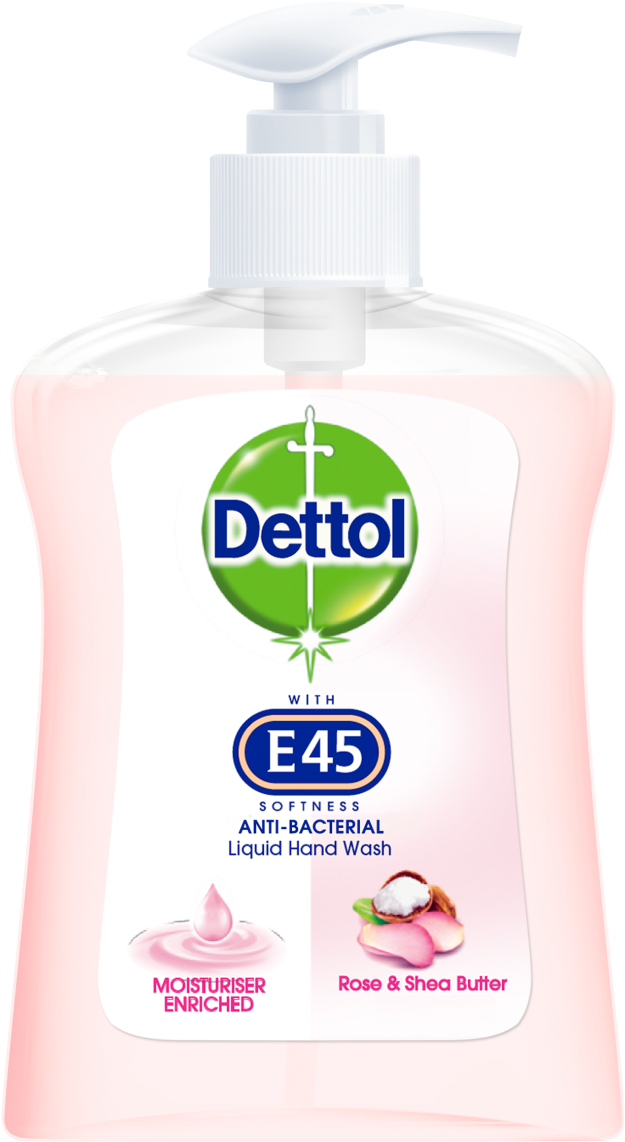 Dettol
WITH
E45
SOFTNESS
ANTI-BACTERIAL
Liquid Hand Wash
MOISTURISER
ENRICHED
Rose & Shea Butter